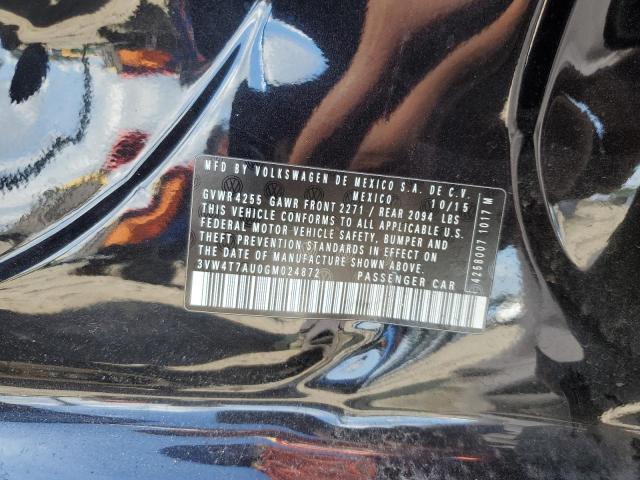 MFD BY VOLKSWAGEN DE MEXICO S.A. DE C.V.
MEXICO 10/15
GVWR4255 GAWR FRONT 2271 / REAR 2094 LBS
THIS VEHICLE CONFORMS TO ALL APPLICABLE U.S.
FEDERAL MOTOR VEHICLE SAFETY, BUMPER AND
THEFT PREVENTION STANDARDS IN EFFECT ON
THE DATE OF MANUFACTURE.
3VW4T7AU0GM024872 PASSENGER CAR
4258007 1017 M